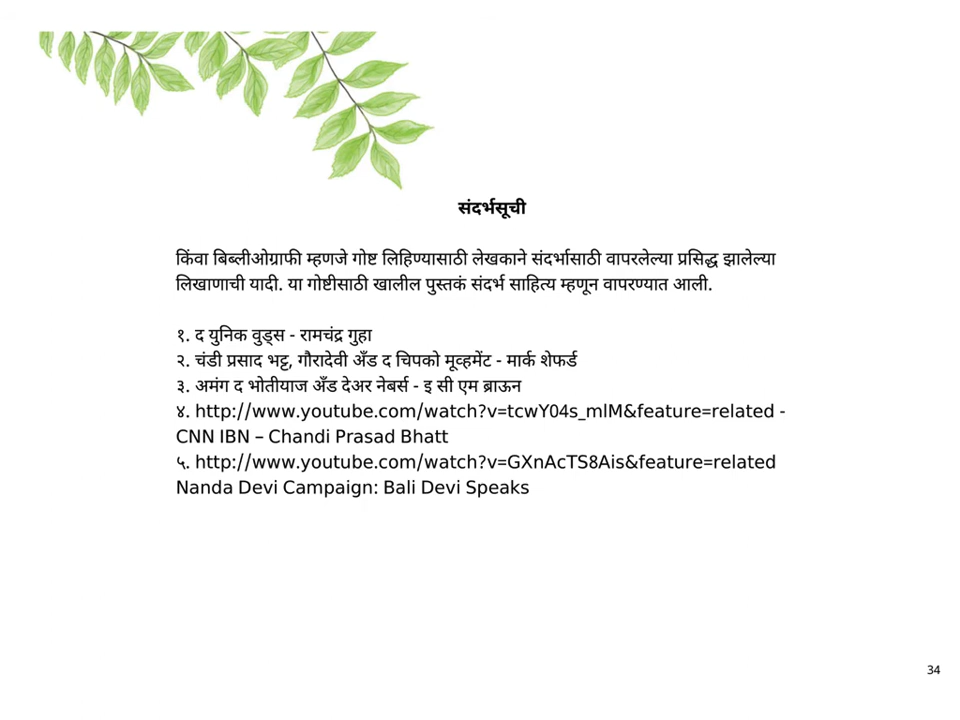 संदर्भसूची
किंवा बिब्लीओग्राफी म्हणजे गोष्ट लिहिण्यासाठी लेखकाने संदर्भासाठी वापरलेल्या प्रसिद्ध झालेल्या
लिखाणाची यादी. या गोष्टीसाठी खालील पुस्तकं संदर्भ साहित्य म्हणून वापरण्यात आली.
१. द युनिक वुड्स - रामचंद्र गुहा
२. चंडी प्रसाद भट्ट, गौरादेवी अँड द चिपको मूव्हमेंट - मार्क शेफर्ड
३. अमंग द भोतीयाज अँड देअर नेबर्स - इ सी एम ब्राऊन
४. http://www.youtube.com/watch?v=tcwY04s_mlM&feature=related -
CNN IBN – Chandi Prasad Bhatt
५. http://www.youtube.com/watch?v=GXnAcTS8Ais&feature=related
Nanda Devi Campaign: Bali Devi Speaks
34